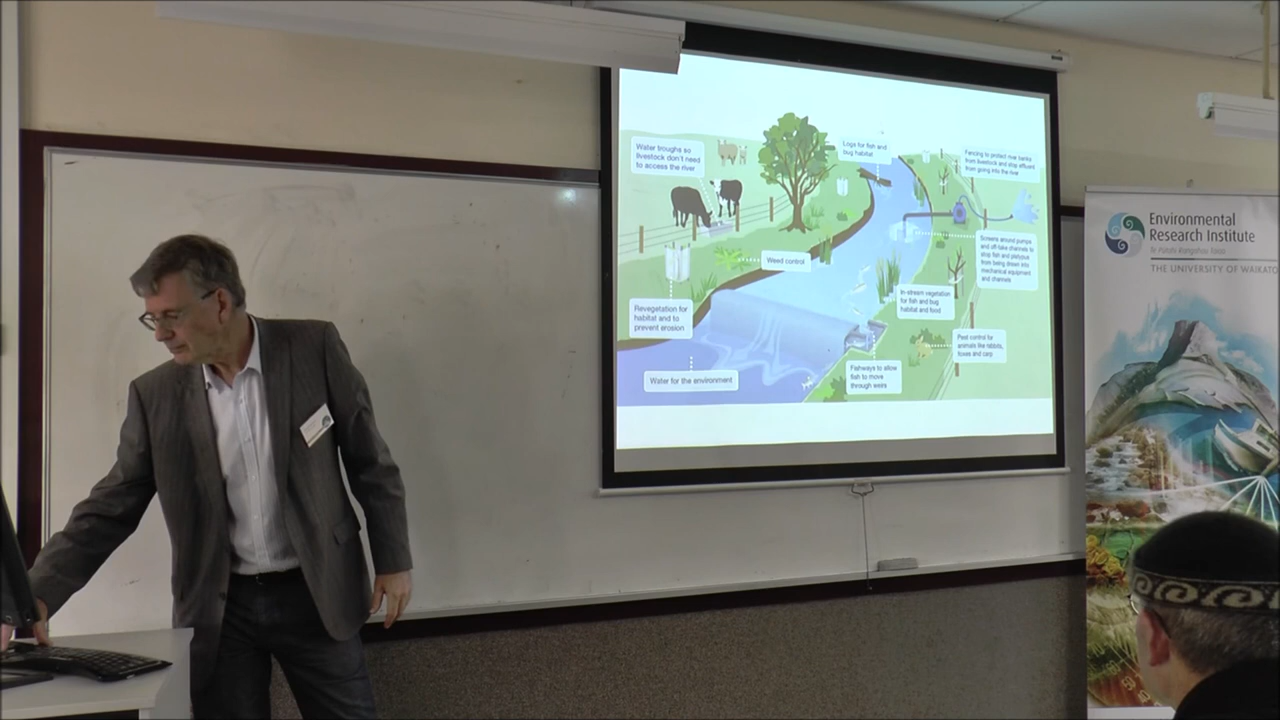 Water troughs so
livestock don't need
to access the river
Logs for fish and
bug habitat
Fencing to protect river banks
from livestock and stop effluent
from going into the river
Weed control
Screens around pumps
and off-take channels to
stop fish and platypus
from being drawn into
mechanical equipment
and channels
Revegetation for
habitat and to
prevent erosion
In-stream vegetation
for fish and bug
habitat and food
Pest control for
animals like rabbits,
foxes and carp
Water for the environment
Fishways to allow
fish to move
through weirs
Environmental
Research Institute
Te Pūtahi Rangahau Taiao
THE UNIVERSITY OF WAIKATO